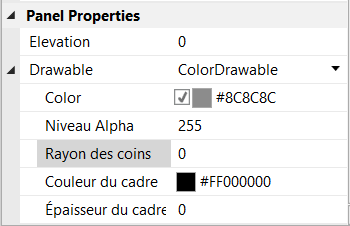 Panel Properties
Elevation 0
Drawable ColorDrawable
Color #8C8C8C
Niveau Alpha 255
Rayon des coins 0
Couleur du cadre #FF000000
Épaisseur du cadre 0